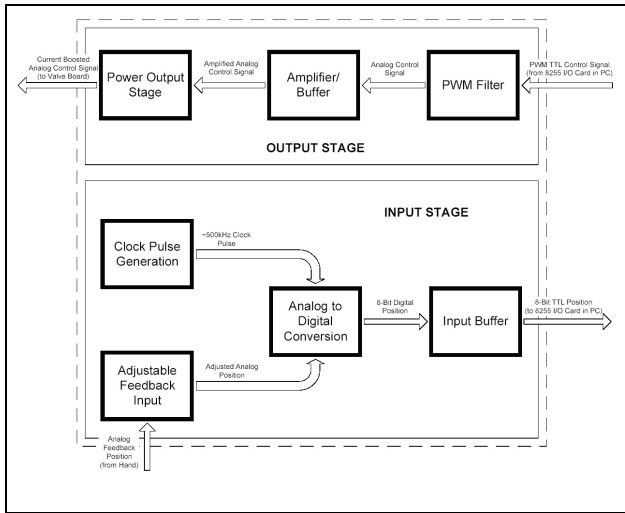 Current Boosted
Analog Control Signal
(to Valve Board)
Power Output
Stage
Amplified Analog
Control Signal
Amplifier/
Buffer
Analog Control
Signal
PWM Filter
PWM TTL Control Signal
(from 8255 I/O Card in PC)
OUTPUT STAGE
INPUT STAGE
Clock Pulse
Generation
~500kHz Clock
Pulse
Analog to
Digital
Conversion
8-Bit Digital
Position
Input Buffer
8-Bit TTL Position
(to 8255 I/O Card in PC)
Adjustable
Feedback
Input
Adjusted Analog
Position
Analog
Feedback
Position
(from Hand)